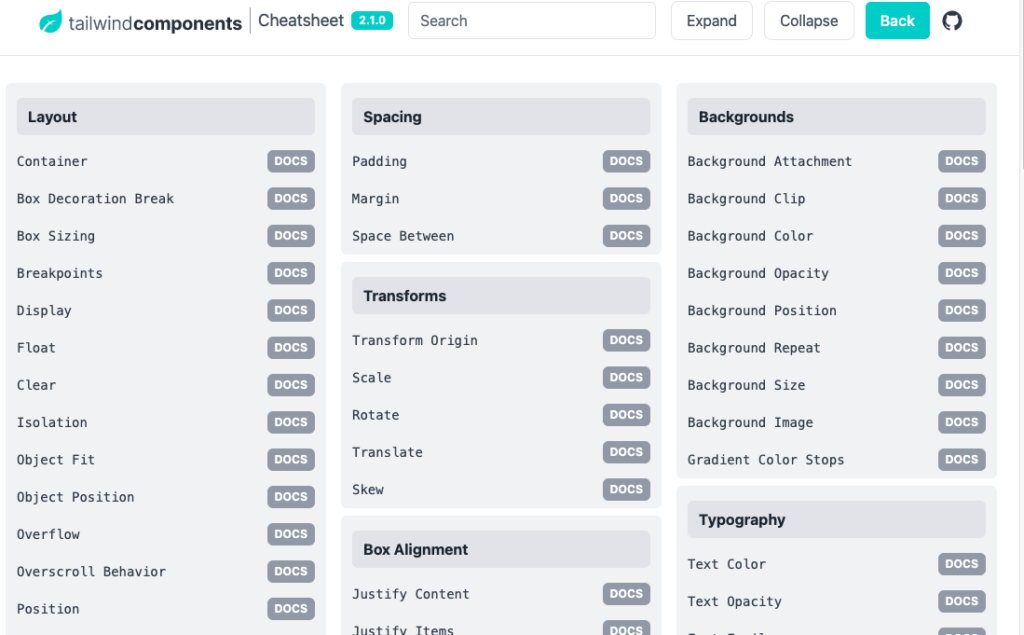 tailwindcomponents Cheatsheet 2.1.0 Search Expand Collapse Back
Layout
Container DOCS
Box Decoration Break DOCS
Box Sizing DOCS
Breakpoints DOCS
Display DOCS
Float DOCS
Clear DOCS
Isolation DOCS
Object Fit DOCS
Object Position DOCS
Overflow DOCS
Overscroll Behavior DOCS
Position DOCS
Spacing
Padding DOCS
Margin DOCS
Space Between DOCS
Transforms
Transform Origin DOCS
Scale DOCS
Rotate DOCS
Translate DOCS
Skew DOCS
Box Alignment
Justify Content DOCS
Justify Items DOCS
Backgrounds
Background Attachment DOCS
Background Clip DOCS
Background Color DOCS
Background Opacity DOCS
Background Position DOCS
Background Repeat DOCS
Background Size DOCS
Background Image DOCS
Gradient Color Stops DOCS
Typography
Text Color DOCS
Text Opacity DOCS